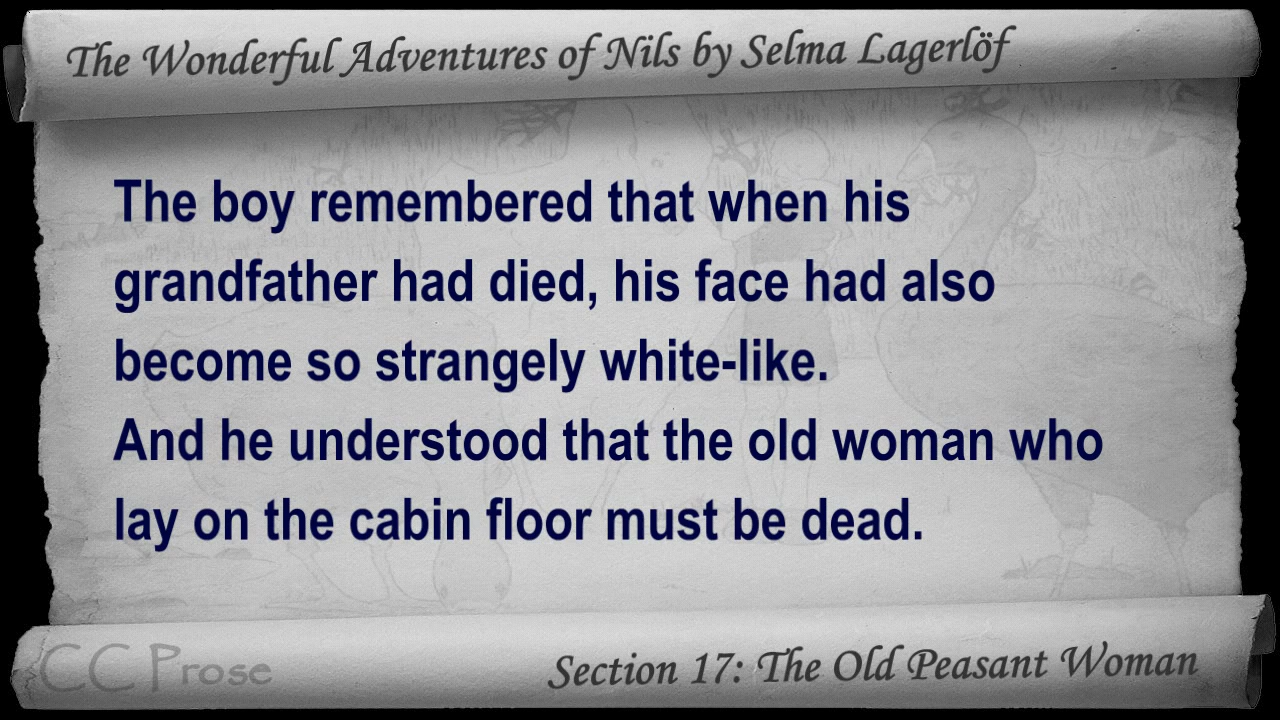 The Wonderful Adventures of Nils by Selma Lagerlöf
The boy remembered that when his
grandfather had died, his face had also
become so strangely white-like.
And he understood that the old woman who
lay on the cabin floor must be dead.
CC Prose
Section 17: The Old Peasant Woman